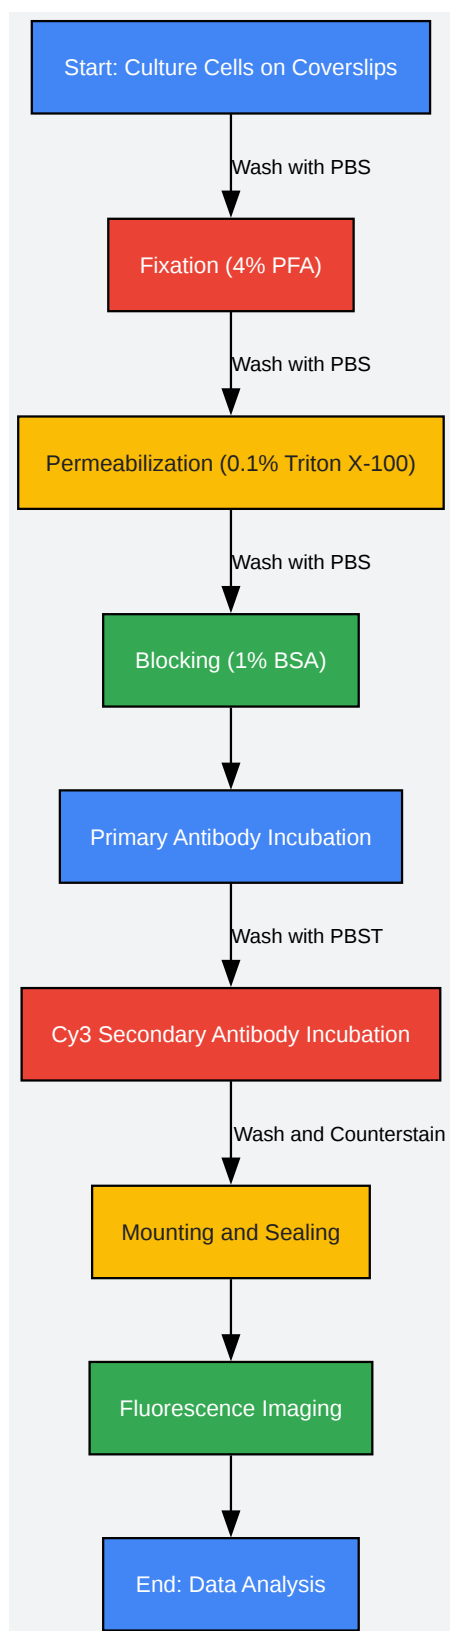 Start: Culture Cells on Coverslips
Wash with PBS
Fixation (4% PFA)
Wash with PBS
Permeabilization (0.1% Triton X-100)
Wash with PBS
Blocking (1% BSA)
Primary Antibody Incubation
Wash with PBST
Cy3 Secondary Antibody Incubation
Wash and Counterstain
Mounting and Sealing
Fluorescence Imaging
End: Data Analysis